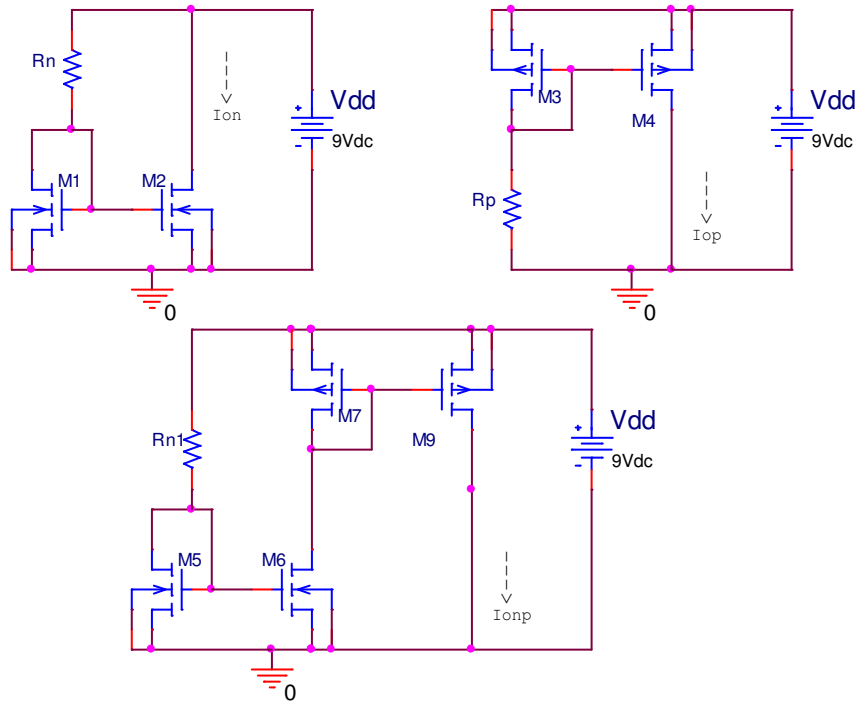 Rn
Ion
Vdd
9Vdc
M1
M2
0
M3
M4
Vdd
9Vdc
Rp
Iop
0
M7
M9
Rn1
Vdd
9Vdc
M5
M6
Ionp
0